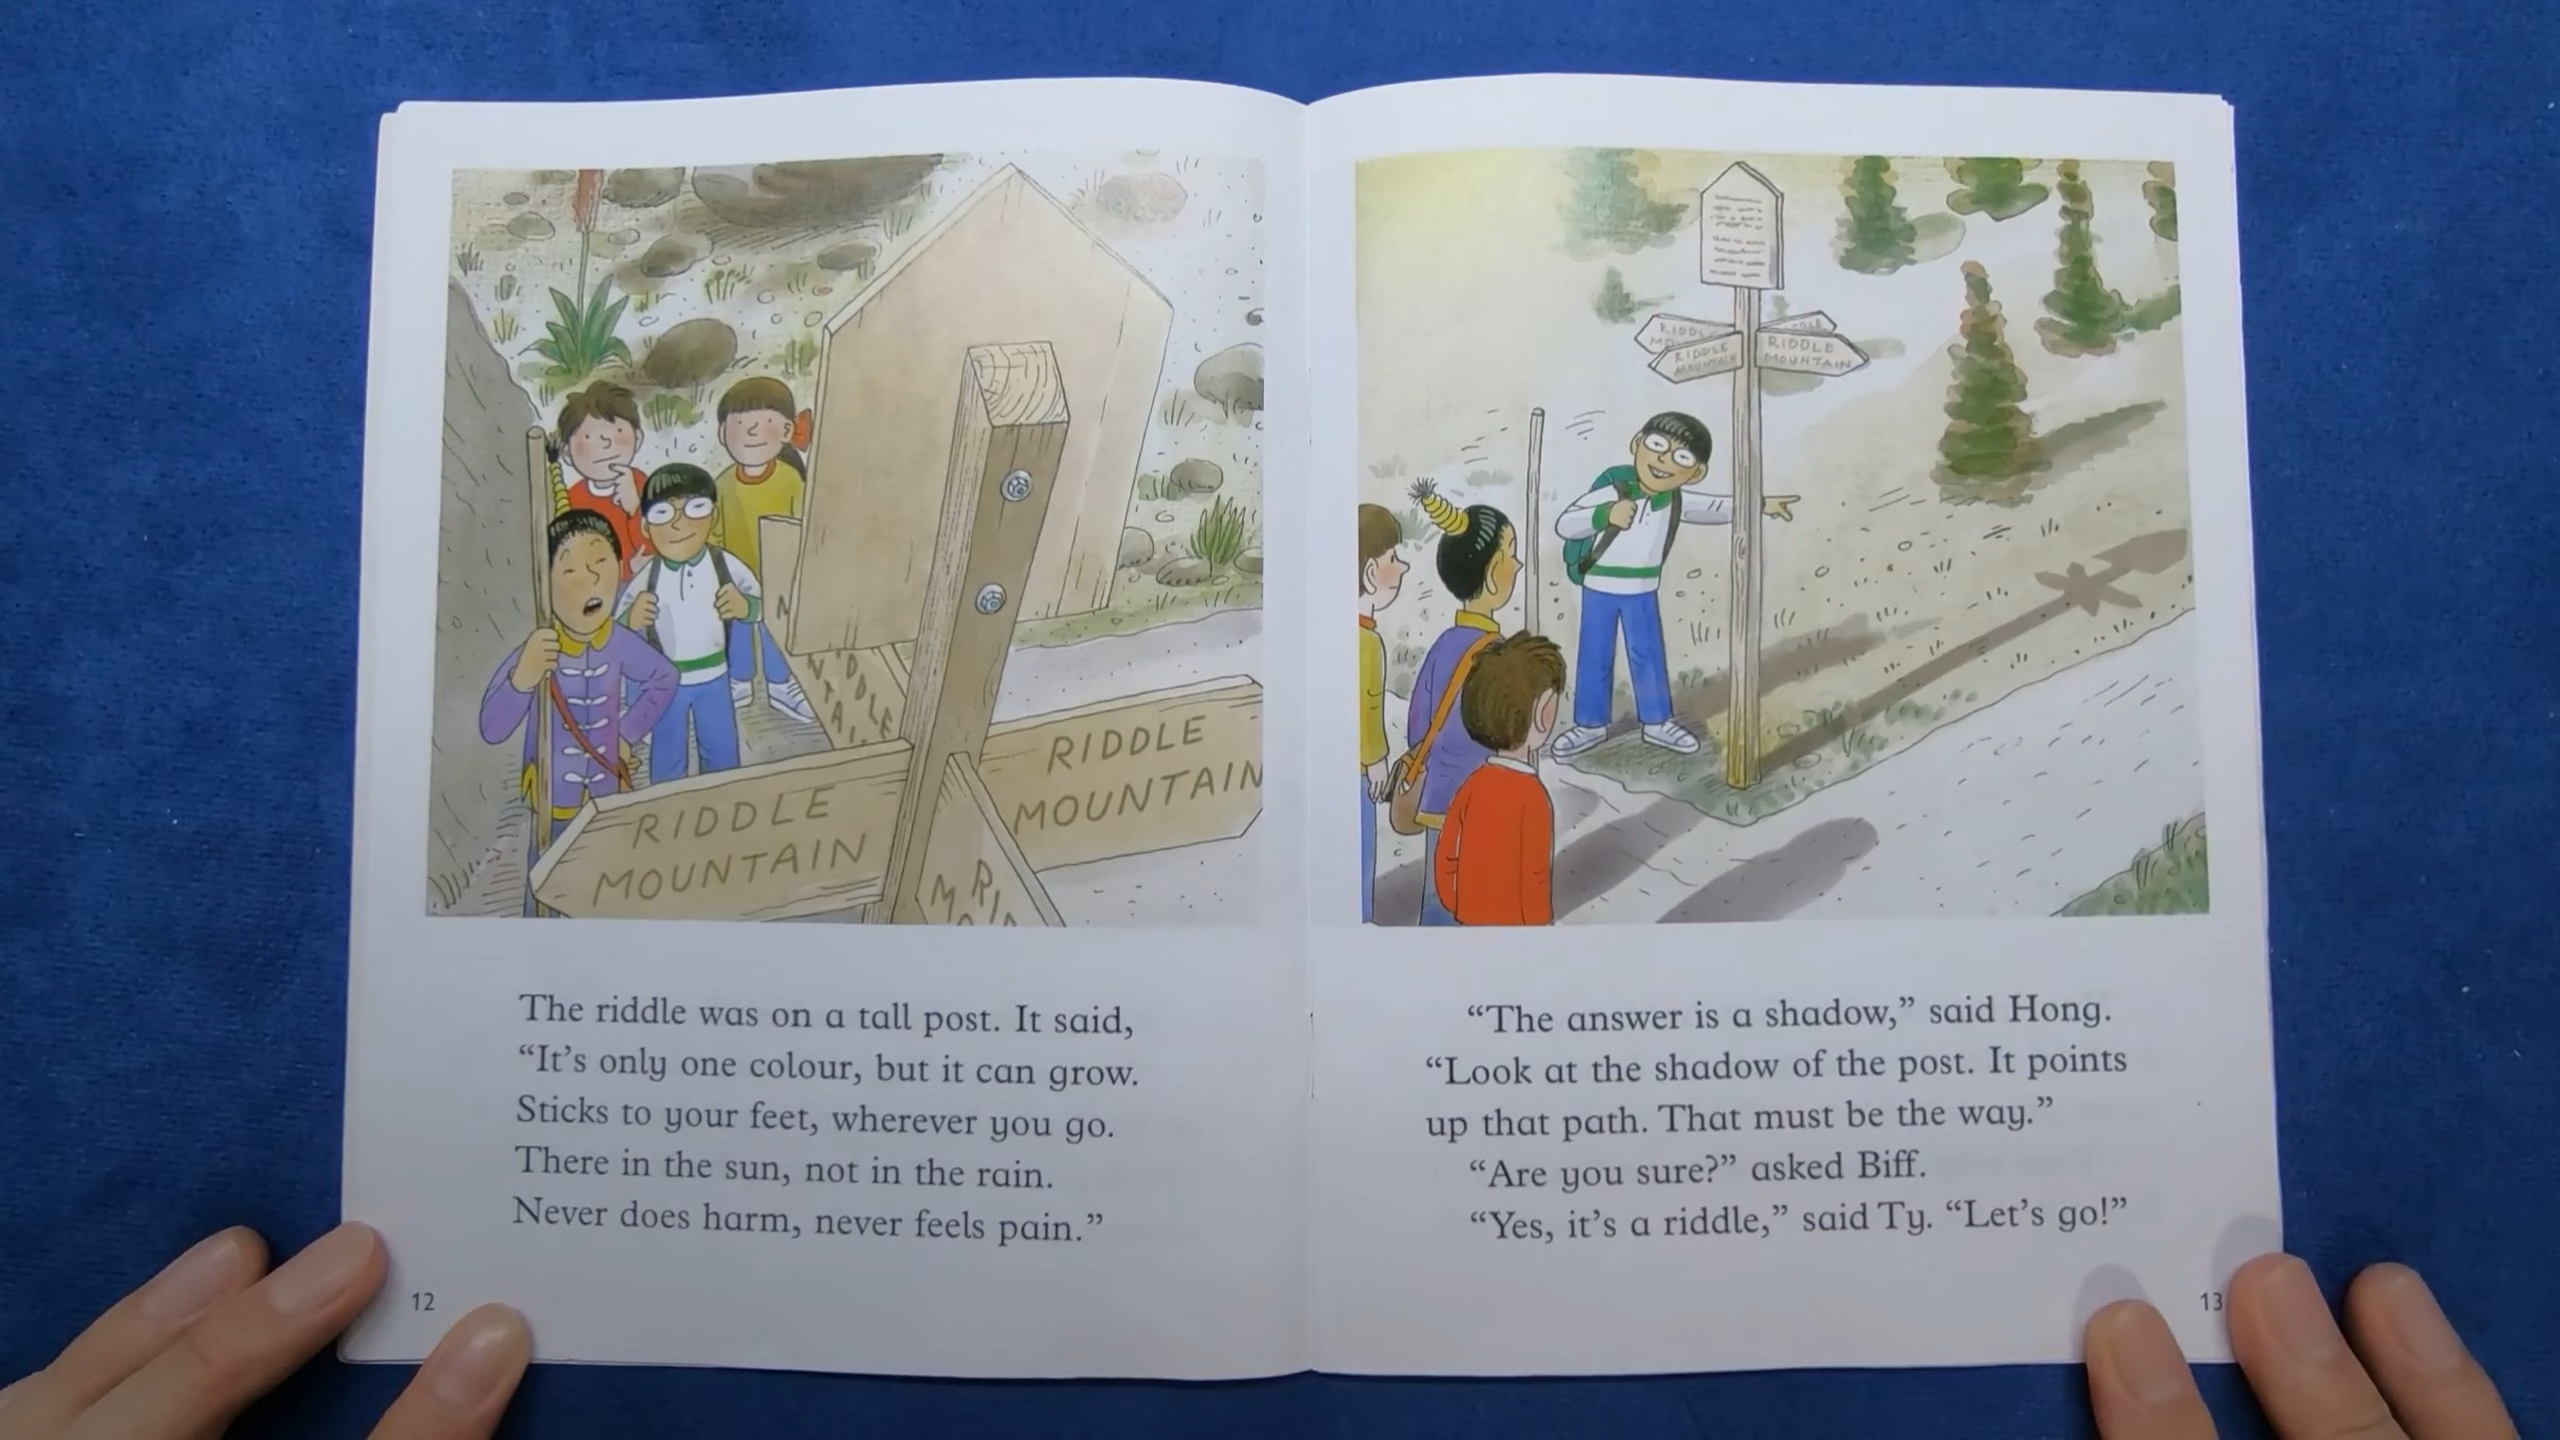 RIDDLE
MOUNTAIN
RIDDLE
MOUNTAIN
The riddle was on a tall post. It said,
“It’s only one colour, but it can grow.
Sticks to your feet, wherever you go.
There in the sun, not in the rain.
Never does harm, never feels pain.”
12
RIDDLE
MOUNTAIN
RIDDLE
MOUNTAIN
“The answer is a shadow,” said Hong.
“Look at the shadow of the post. It points
up that path. That must be the way.”
“Are you sure?” asked Biff.
“Yes, it’s a riddle,” said Ty. “Let’s go!”
13